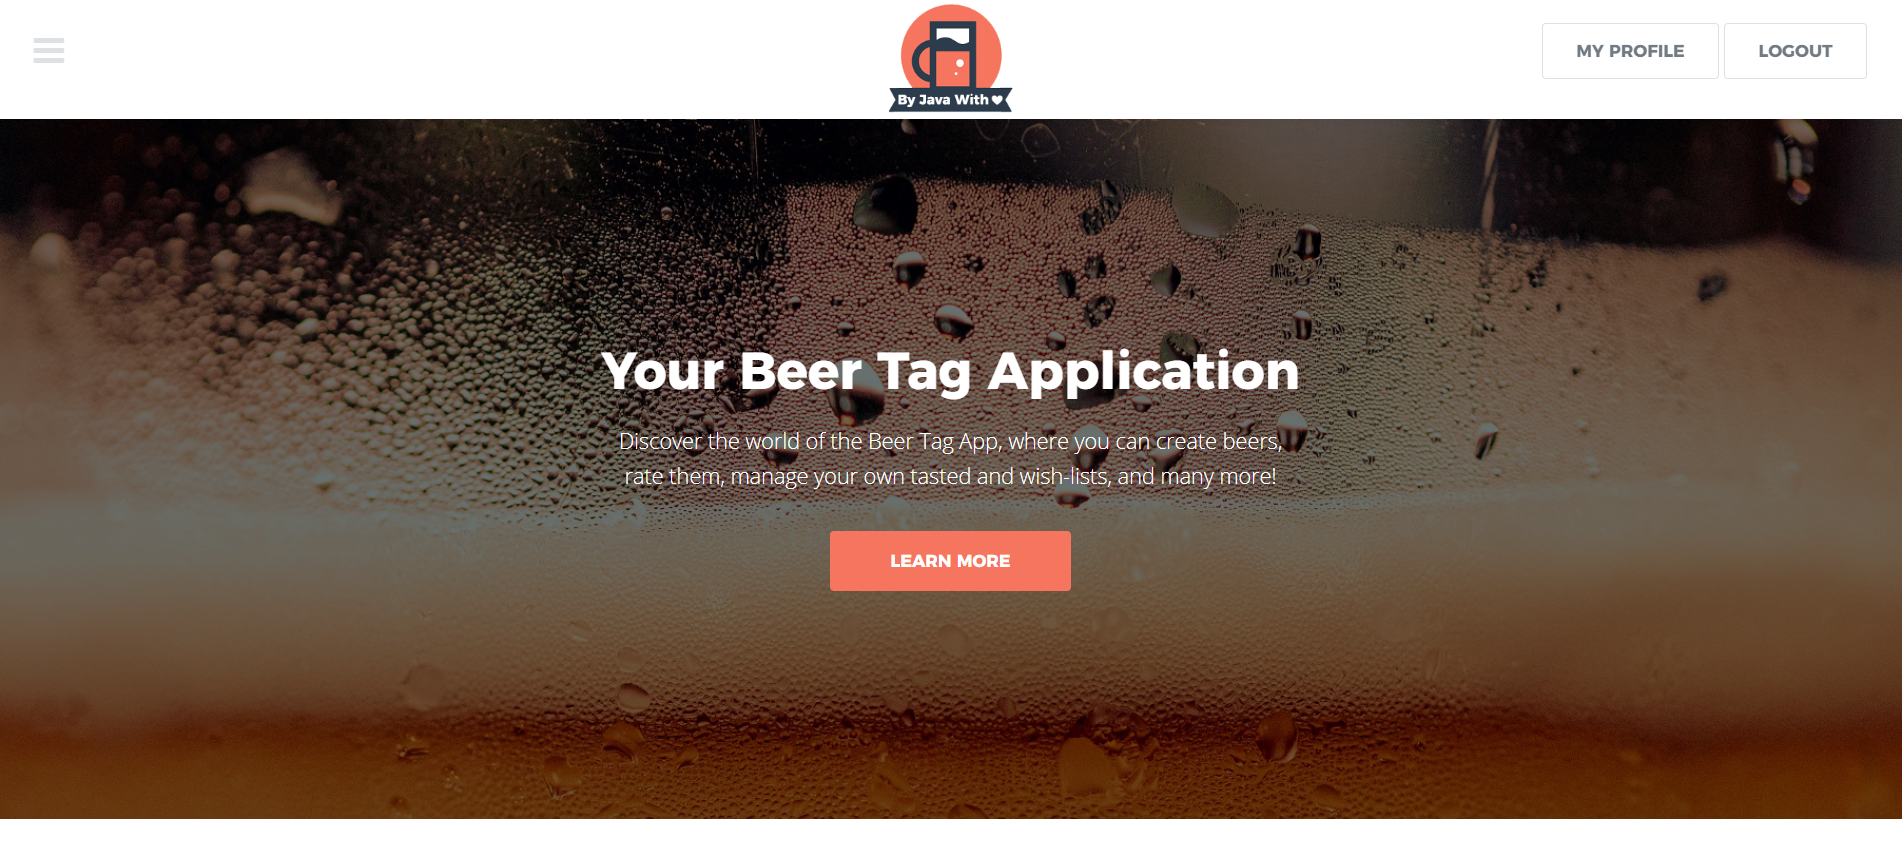 By Java With
MY PROFILE
LOGOUT
Your Beer Tag Application
Discover the world of the Beer Tag App, where you can create beers,
rate them, manage your own tasted and wish-lists, and many more!
LEARN MORE